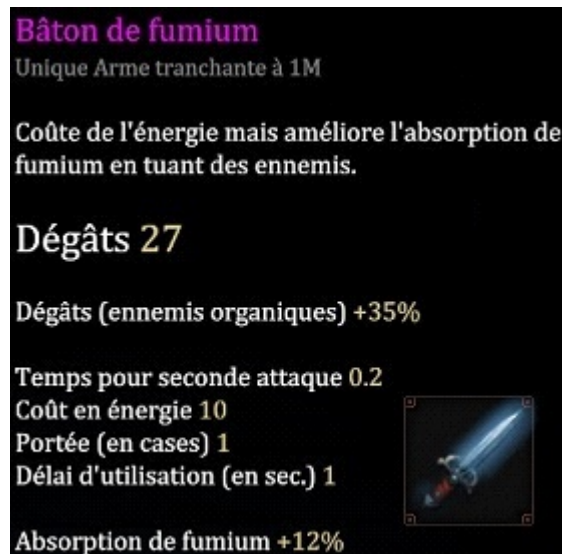 Bâton de fumium
Unique Arme tranchante à 1M
Coûte de l'énergie mais améliore l'absorption de
fumium en tuant des ennemis.
Dégâts 27
Dégâts (ennemis organiques) +35%
Temps pour seconde attaque 0.2
Coût en énergie 10
Portée (en cases) 1
Délai d'utilisation (en sec.) 1
Absorption de fumium +12%